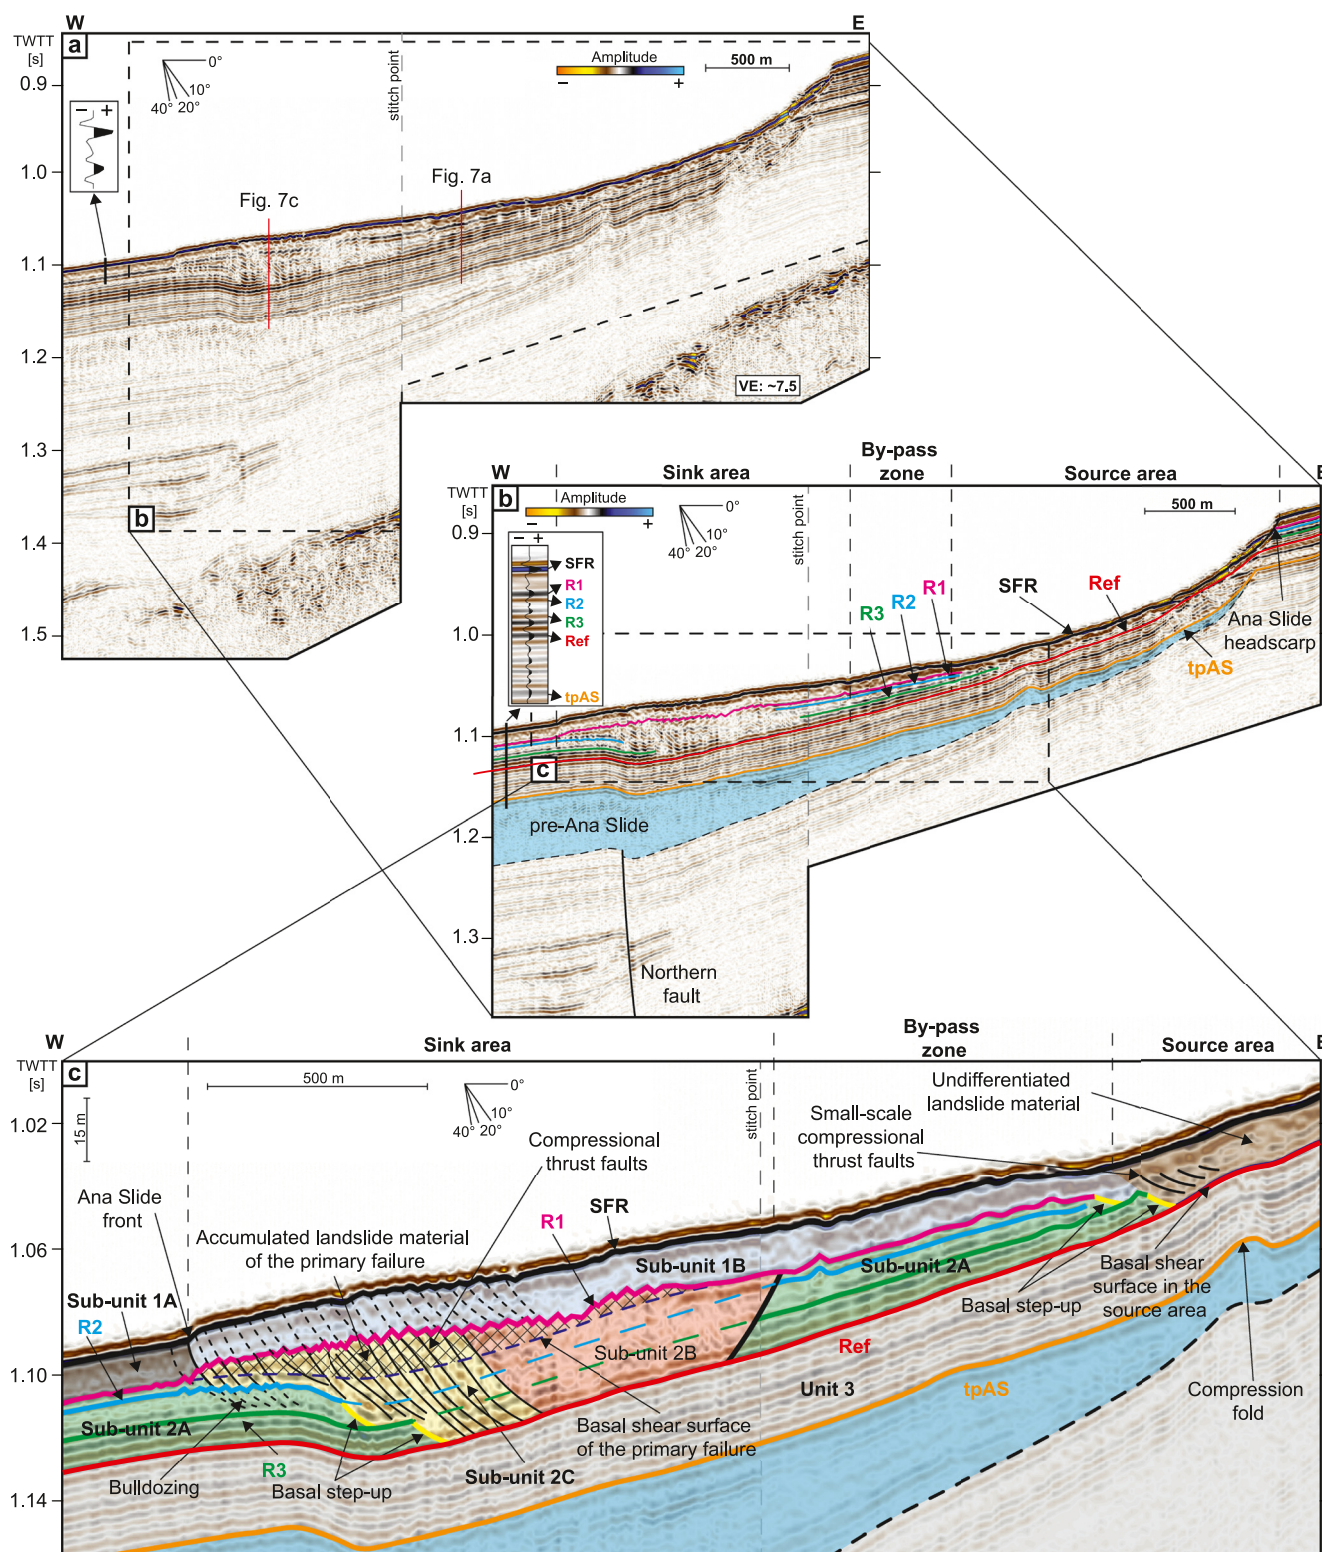 W
E
TWTT
[s]
a
0°
10°
20°
40°
stitch point
Amplitude
−
+
500 m
0.9
− +
1.0
Fig. 7c
Fig. 7a
1.1
1.2
VE: ~7.5
1.3
b
1.4
1.5
Sink area
By-pass
zone
Source area
W
E
TWTT
[s]
b
Amplitude
−
+
0°
10°
20°
40°
stitch point
500 m
0.9
− +
SFR
R1
R2
R3
Ref
tpAS
1.0
R3
R2
R1
SFR
Ref
Ana Slide
headscarp
tpAS
1.1
c
1.2
pre-Ana Slide
1.3
Northern
fault
W
Sink area
By-pass
zone
Source area
E
TWTT
[s]
c
500 m
0°
10°
20°
40°
stitch point
Undifferentiated
landslide material
15 m
1.02
Small-scale
compressional
thrust faults
Compressional
thrust faults
Ana Slide
front
SFR
R1
Accumulated landslide material
of the primary failure
1.06
Sub-unit 1B
Sub-unit 2A
Basal shear
surface in the
source area
Basal step-up
Sub-unit 1A
R2
Ref
Sub-unit 2B
1.10
Unit 3
tpAS
Compression
fold
Sub-unit 2A
Basal shear surface
of the primary failure
R3
Sub-unit 2C
Bulldozing
Basal step-up
1.14